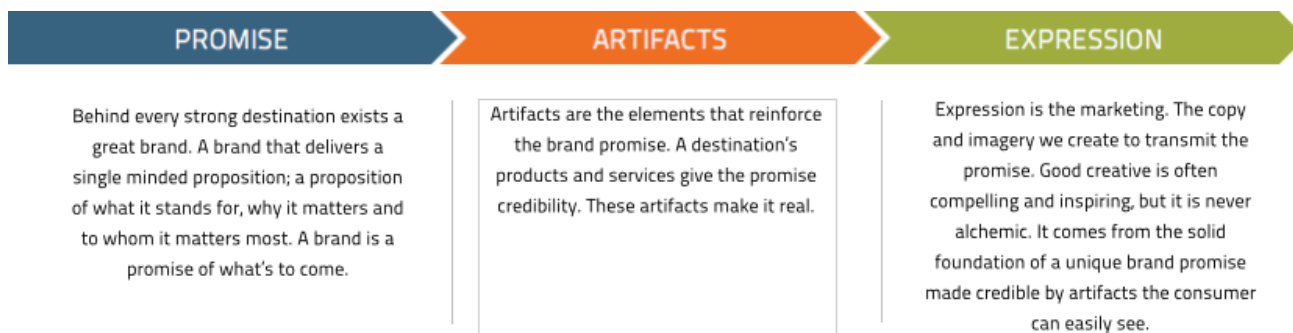 PROMISE
Behind every strong destination exists a
great brand. A brand that delivers a
single minded proposition; a proposition
of what it stands for, why it matters and
to whom it matters most. A brand is a
promise of what's to come.
ARTIFACTS
Artifacts are the elements that reinforce
the brand promise. A destination's
products and services give the promise
credibility. These artifacts make it real.
EXPRESSION
Expression is the marketing. The copy
and imagery we create to transmit the
promise. Good creative is often
compelling and inspiring, but it is never
alchemic. It comes from the solid
foundation of a unique brand promise
made credible by artifacts the consumer
can easily see.